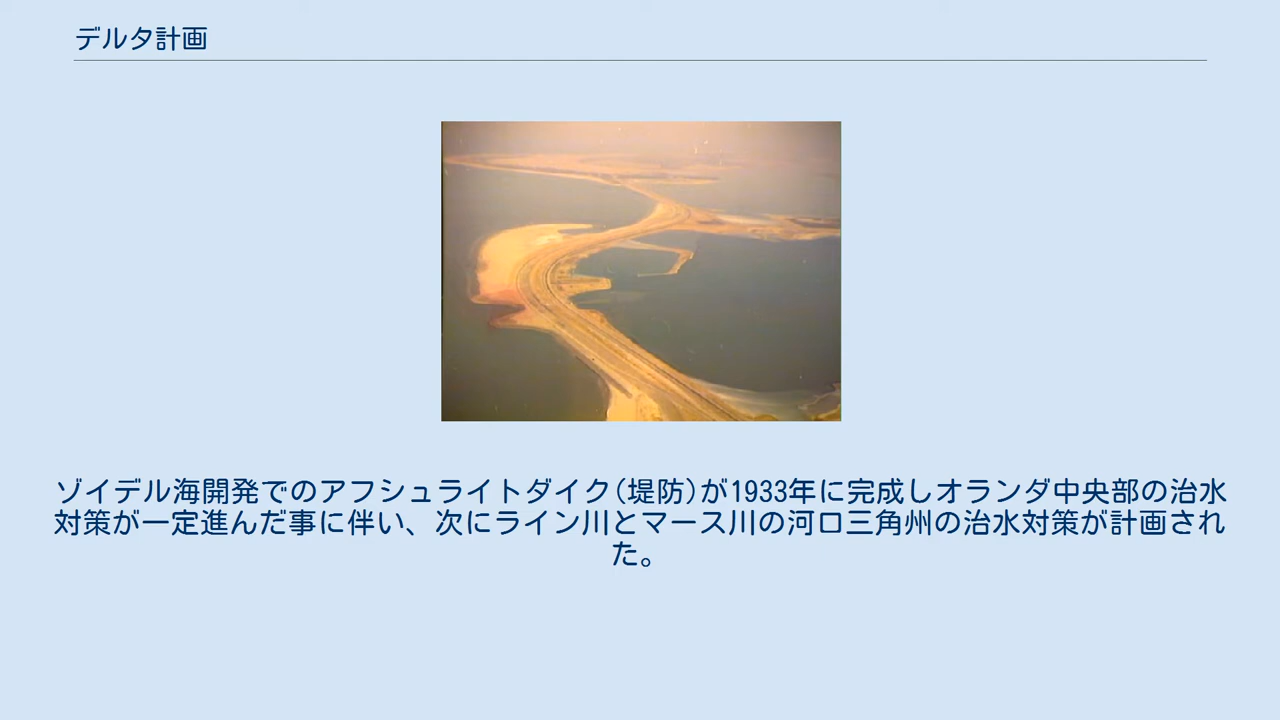 デルタ計画
ゾイデル海開発でのアフシュライトダイク(堤防)が1933年に完成しオランダ中央部の治水
対策が一定進んだ事に伴い、次にライン川とマース川の河口三角州の治水対策が計画され
た。